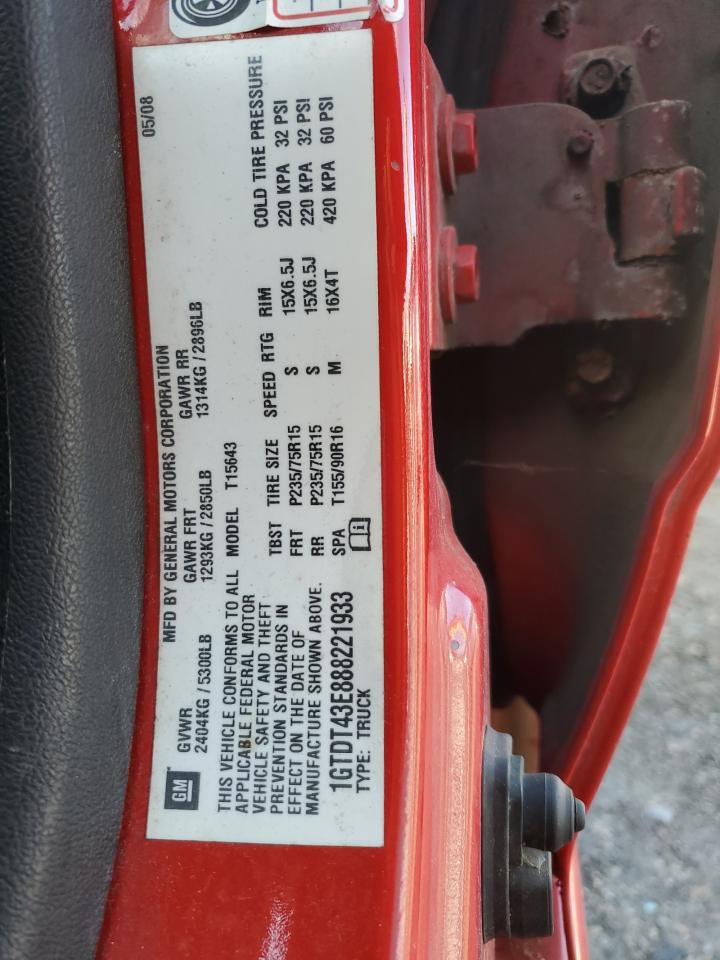 MFD BY GENERAL MOTORS CORPORATION 05/08
GM
GVWR GAWR FRT GAWR RR
2404KG / 5300LB 1293KG / 2850LB 1314KG / 2896LB
THIS VEHICLE CONFORMS TO ALL MODEL T15643
APPLICABLE FEDERAL MOTOR
VEHICLE SAFETY AND THEFT
PREVENTION STANDARDS IN
EFFECT ON THE DATE OF
MANUFACTURE SHOWN ABOVE.
1GTDT43E888221933
TYPE: TRUCK
TBST TIRE SIZE SPEED RTG RIM COLD TIRE PRESSURE
FRT P235/75R15 S 15X6.5J 220 KPA 32 PSI
RR P235/75R15 S 15X6.5J 220 KPA 32 PSI
SPA T155/90R16 M 16X4T 420 KPA 60 PSI